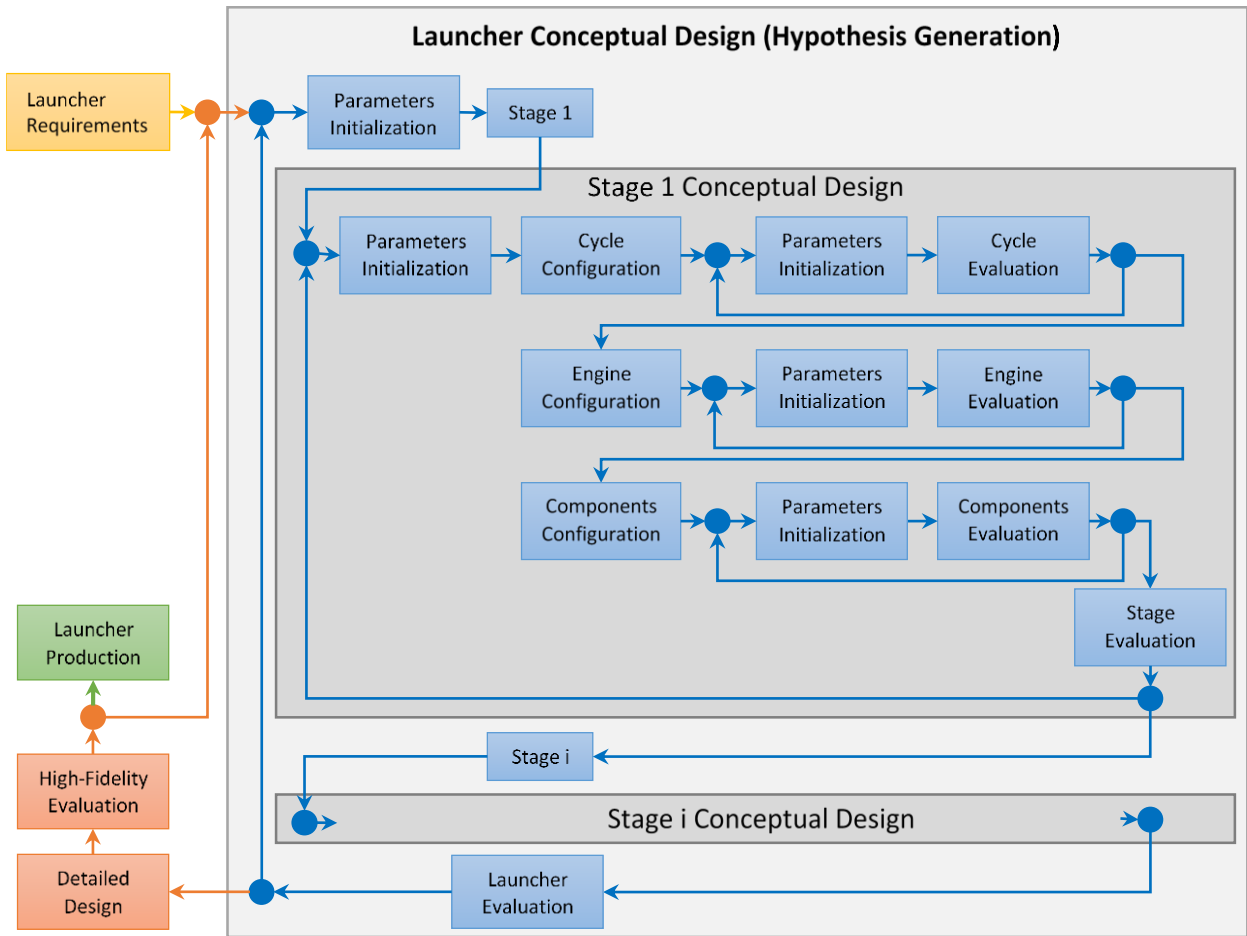 Launcher Conceptual Design (Hypothesis Generation)
Launcher
Requirements
Parameters
Initialization
Stage 1
Stage 1 Conceptual Design
Parameters
Initialization
Cycle
Configuration
Parameters
Initialization
Cycle
Evaluation
Engine
Configuration
Parameters
Initialization
Engine
Evaluation
Components
Configuration
Parameters
Initialization
Components
Evaluation
Stage
Evaluation
Launcher
Production
Stage i
High-Fidelity
Evaluation
Stage i Conceptual Design
Detailed
Design
Launcher
Evaluation